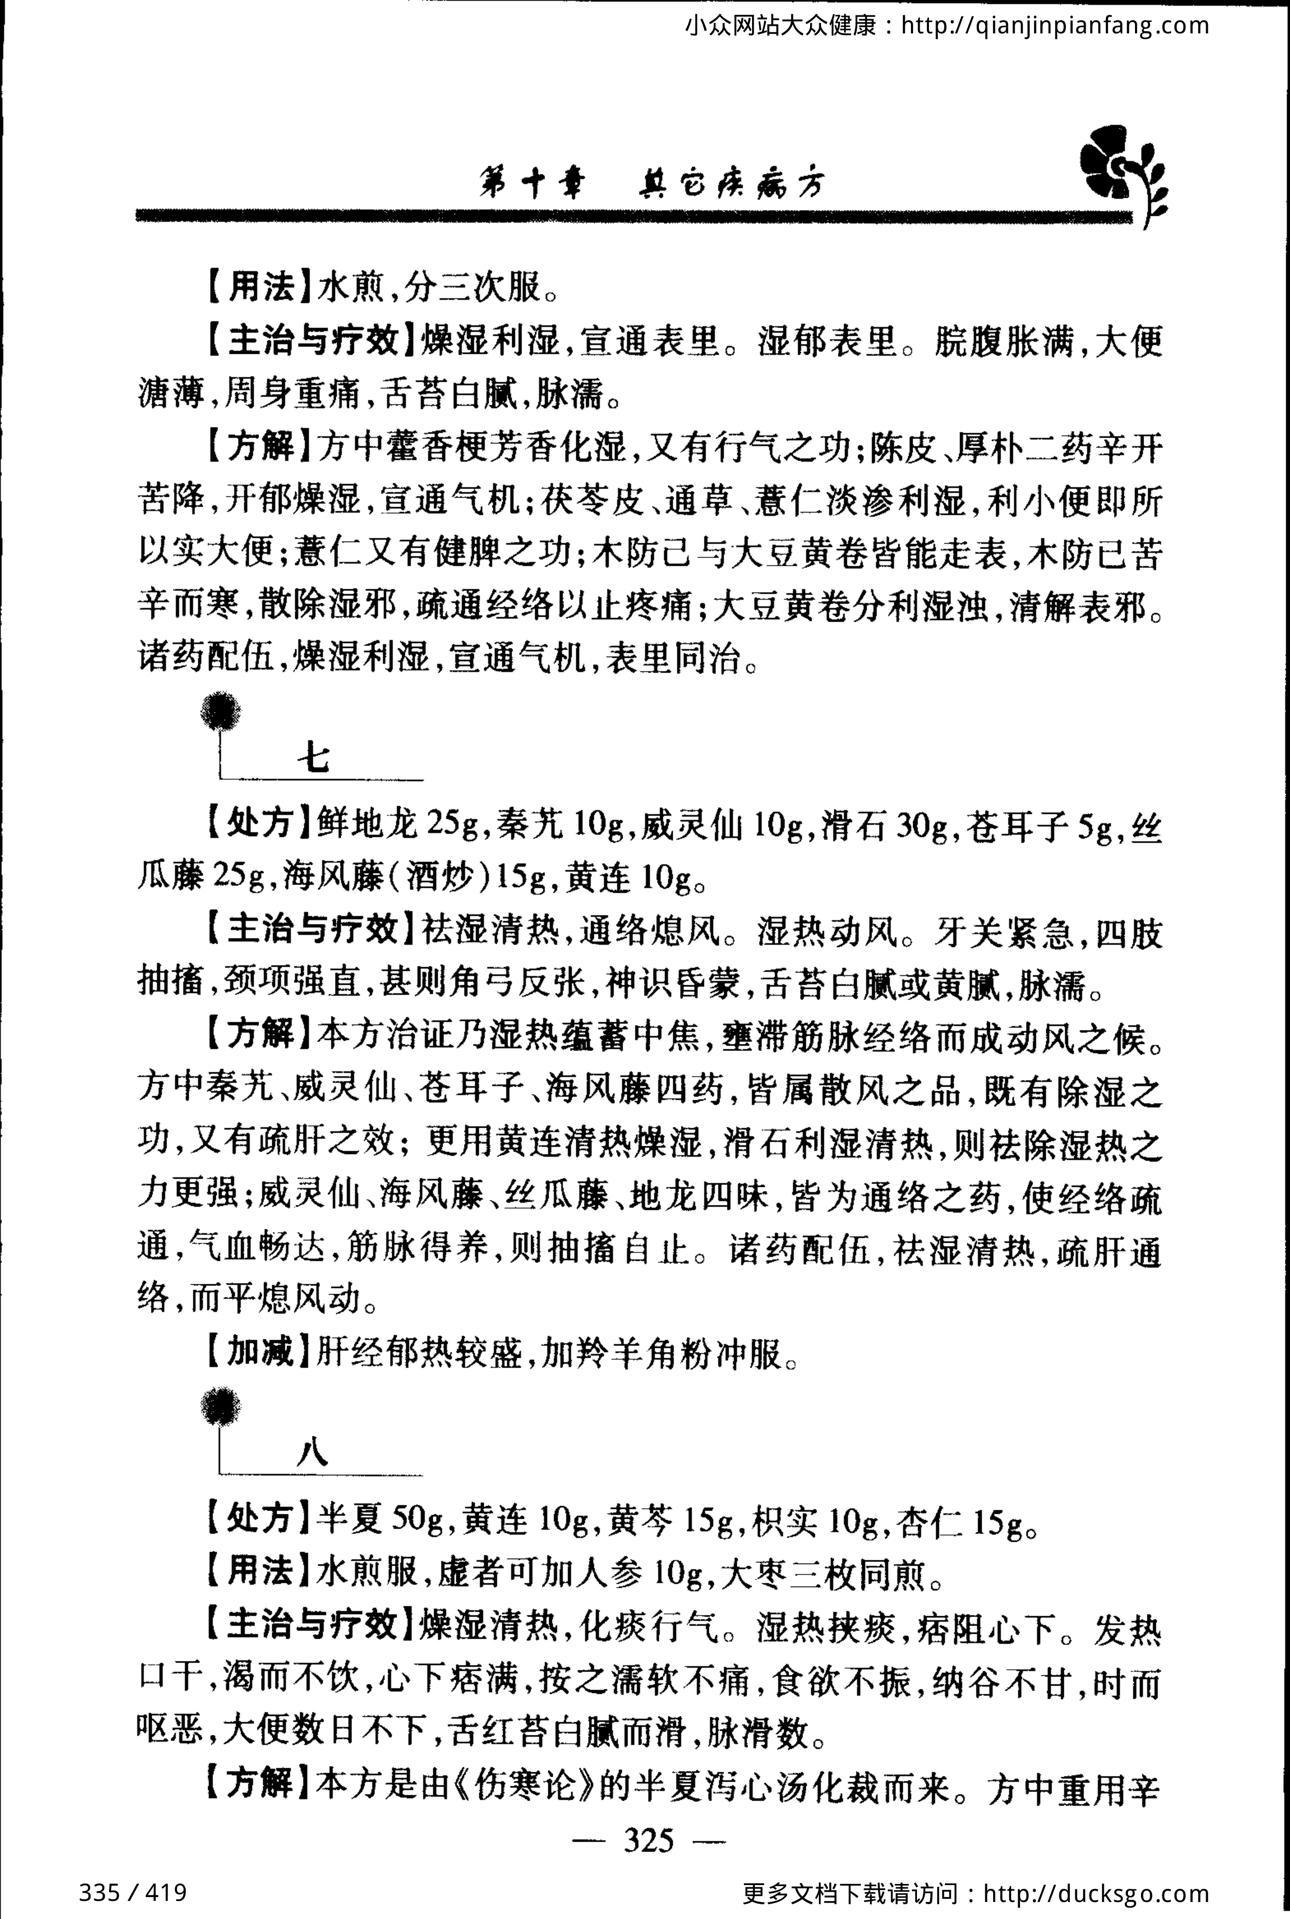 小众网站大众健康：http://qianjinpianfang.com
第十章 其它疾病方
【用法】水煎,分三次服。
【主治与疗效】燥湿利湿,宣通表里。湿郁表里。脘腹胀满,大便
溏薄,周身重痛,舌苔白腻,脉濡。
【方解】方中藿香梗芳香化湿,又有行气之功;陈皮、厚朴二药辛开
苦降,开郁燥湿,宣通气机;茯苓皮、通草、薏仁淡渗利湿,利小便即所
以实大便;薏仁又有健脾之功;木防己与大豆黄卷皆能走表,木防已苦
辛而寒,散除湿邪,疏通经络以止疼痛;大豆黄卷分利湿浊,清解表邪。
诸药配伍,燥湿利湿,宣通气机,表里同治。
七
【处方】鲜地龙 25g,秦艽 10g,威灵仙 10g,滑石 30g,苍耳子 5g,丝
瓜藤 25g,海风藤(酒炒)15g,黄连 10g。
【主治与疗效】祛湿清热,通络熄风。湿热动风。牙关紧急,四肢
抽搐,颈项强直,甚则角弓反张,神识昏蒙,舌苔白腻或黄腻,脉濡。
【方解】本方治证乃湿热蕴蓄中焦,壅滞筋脉经络而成动风之候。
方中秦艽、威灵仙、苍耳子、海风藤四药,皆属散风之品,既有除湿之
功,又有疏肝之效;更用黄连清热燥湿,滑石利湿清热,则祛除湿热之
力更强;威灵仙、海风藤、丝瓜藤、地龙四味,皆为通络之药,使经络疏
通,气血畅达,筋脉得养,则抽搐自止。诸药配伍,祛湿清热,疏肝通
络,而平熄风动。
【加减】肝经郁热较盛,加羚羊角粉冲服。
八
【处方】半夏 50g,黄连 10g,黄芩 15g,枳实 10g,杏仁 15g。
【用法】水煎服,虚者可加人参 10g,大枣三枚同煎。
【主治与疗效】燥湿清热,化痰行气。湿热挟痰,痞阻心下。发热
口干,渴而不饮,心下痞满,按之濡软不痛,食欲不振,纳谷不甘,时而
呕恶,大便数日不下,舌红苔白腻而滑,脉滑数。
【方解】本方是由《伤寒论》的半夏泻心汤化裁而来。方中重用辛
— 325 —
335 / 419
更多文档下载请访问：http://ducksgo.com